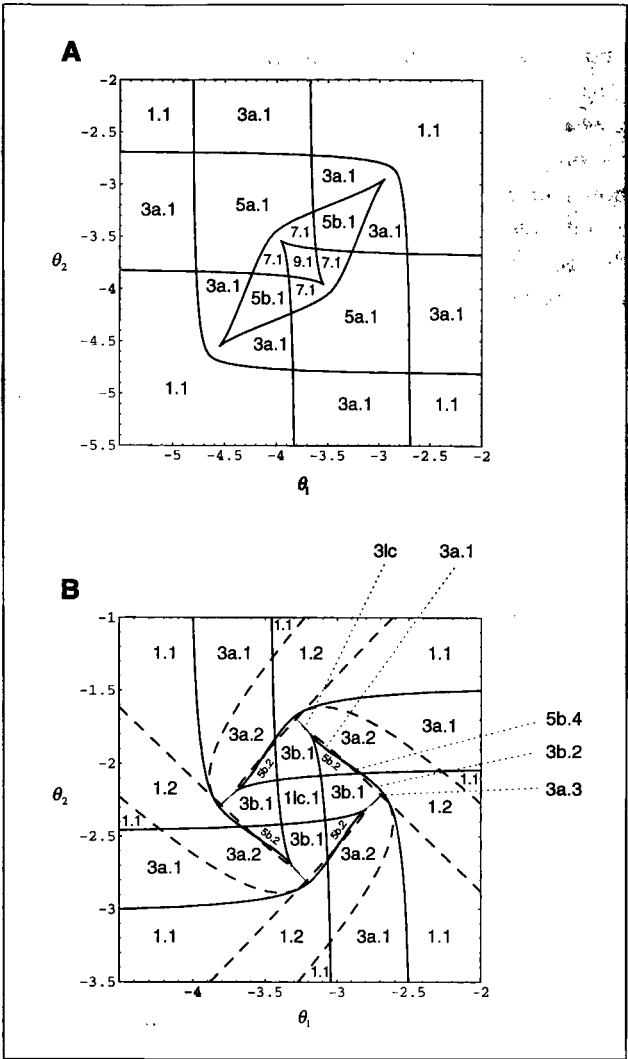 A
-2
1.1 3a.1 1.1
-2.5
-3 3a.1
3a.1 5a.1 5b.1 3a.1
-3.5 7.1
θ2 7.1 9.1 7.1
-4 3a.1 5b.1 7.1
5a.1 3a.1
-4.5 3a.1
-5 1.1 3a.1 1.1
-5.5
-5 -4.5 -4 -3.5 -3 -2.5 -2
θ1
3lc 3a.1
B
-1
1.1
1.1 3a.1 1.2 1.1
-1.5
3a.2 3b.1 3a.2 3a.1 5b.4
-2 5b.2 5b.2 1.1 3b.2
θ2 1.2 3b.1 1lc.1 3b.1 1.2 3a.3
1.1
-2.5 5b.2 3b.1 5b.2
3a.1 3a.2 3a.2
-3
1.1 1.2 3a.1 1.1
1.1
-3.5
-4 -3.5 -3 -2.5 -2
θ1